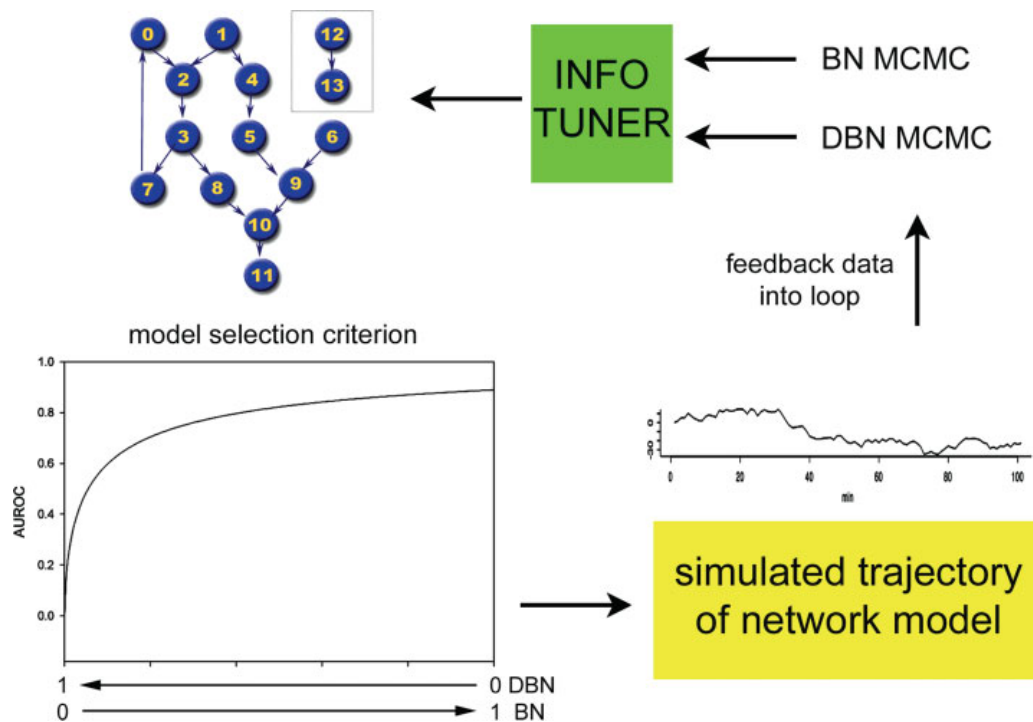 0 1 12
2 4 13
3 5 6
7 8 9
10
11
INFO
TUNER
BN MCMC
DBN MCMC
feedback data
into loop
model selection criterion
1.0
0.8
0.6
0.4
0.2
0.0
AUROC
1 0 DBN
0 1 BN
0 20 40 60 80 100
min
simulated trajectory
of network model